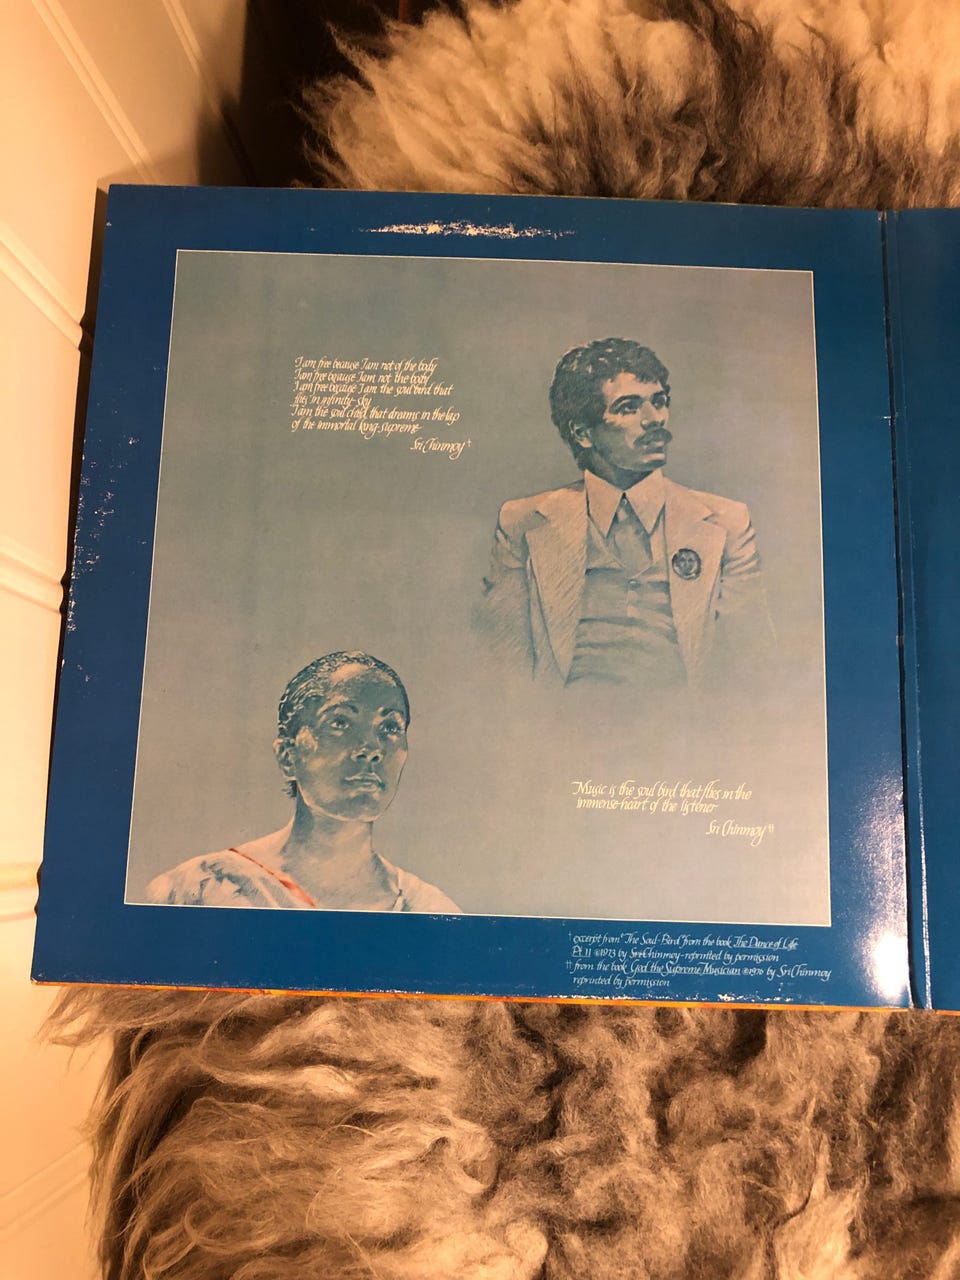 I am free because I am not of the body
I am free because I am not the body
I am free because I am the soul bird that
flies in infinity-sky
I am the soul child that dreams in the lap
of the immortal king-supreme
Sri Chinmoy †
Music is the soul bird that flies in the
immense-heart of the listener
Sri Chinmoy ††
† excerpt from "The Soul-Bird" from the book The Dance of Life
Pt 11 ©1973 by Sri Chinmoy-reprinted by permission
†† from the book God the Supreme Musician ©1976 by Sri Chinmoy
reprinted by permission